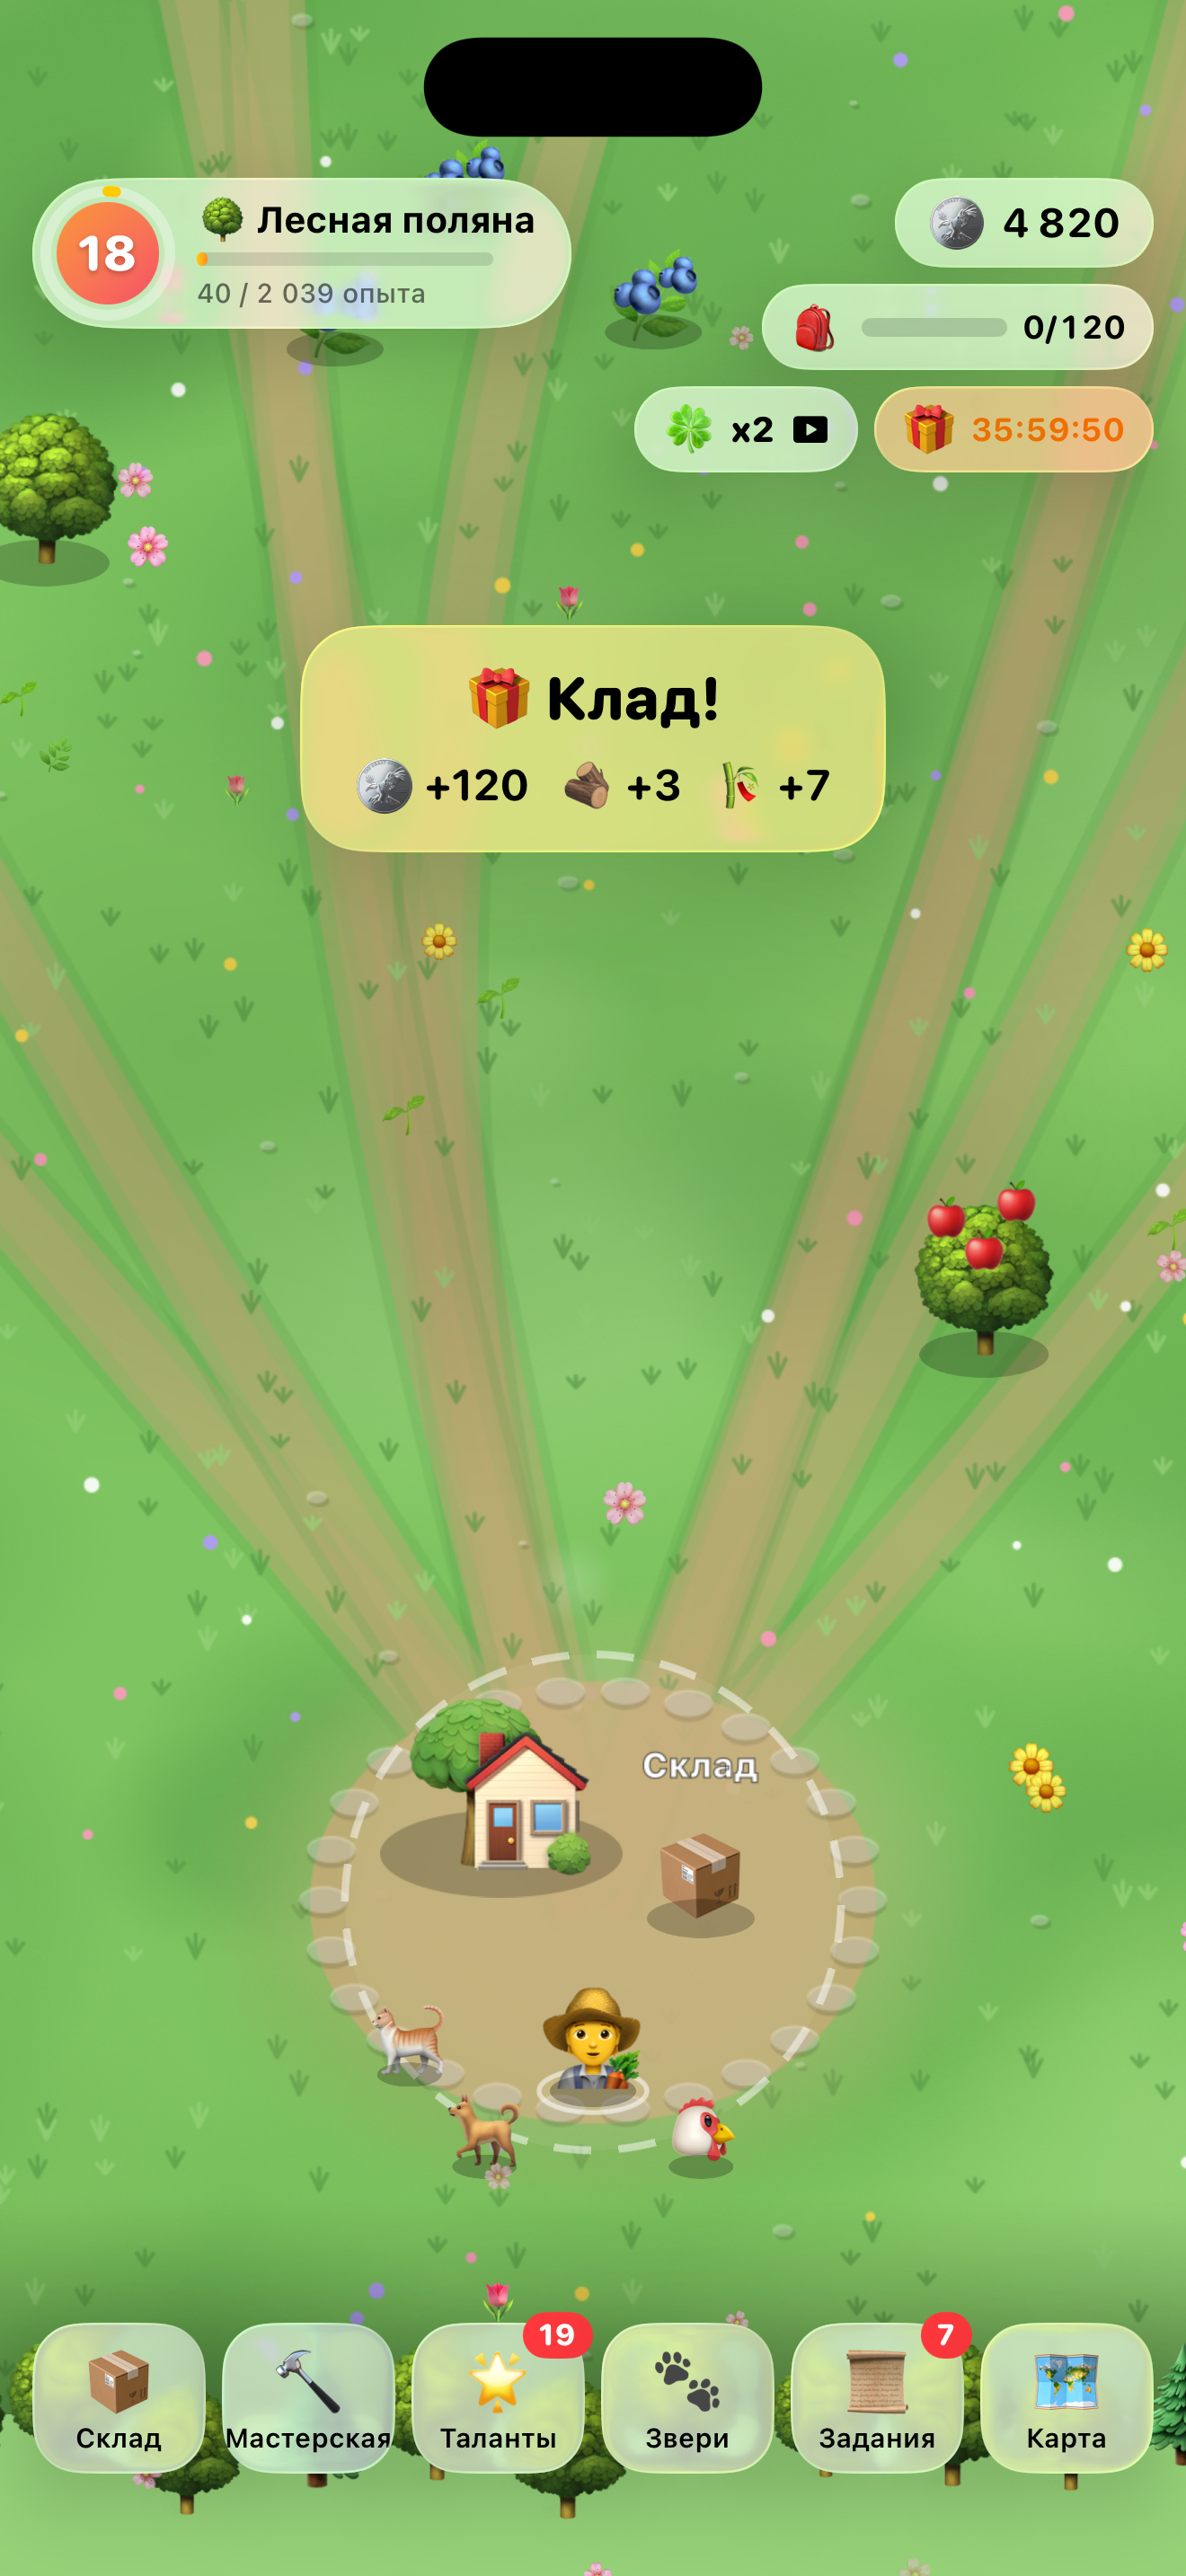 18
Лесная поляна
40 / 2 039 опыта
4 820
0/120
x2
35:59:50
Клад!
+120 +3 +7
Склад
19
7
Склад
Мастерская
Таланты
Звери
Задания
Карта